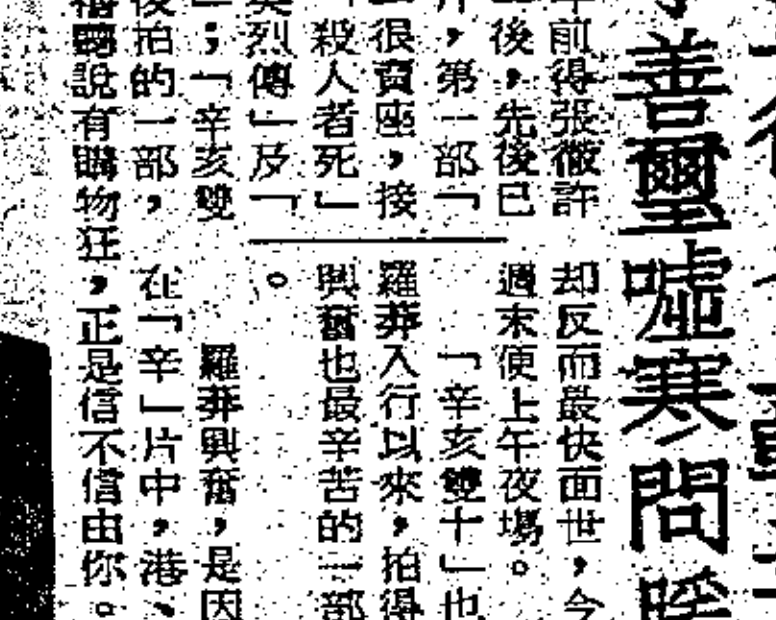 善璽噓寒問暖
年前得張徹許
後，先後已
片，第一部「
很賣座，接
「殺人者死」
英烈傳」及「
」；「辛亥雙
後拍的一部，
却反而最快面世，今
週末便上午夜場。
「辛亥雙十」也
羅莽入行以來，拍得
興奮也最辛苦的一部
。
羅莽興奮，是因
在「辛」片中，港、
說有購物狂，正是信不信由你。